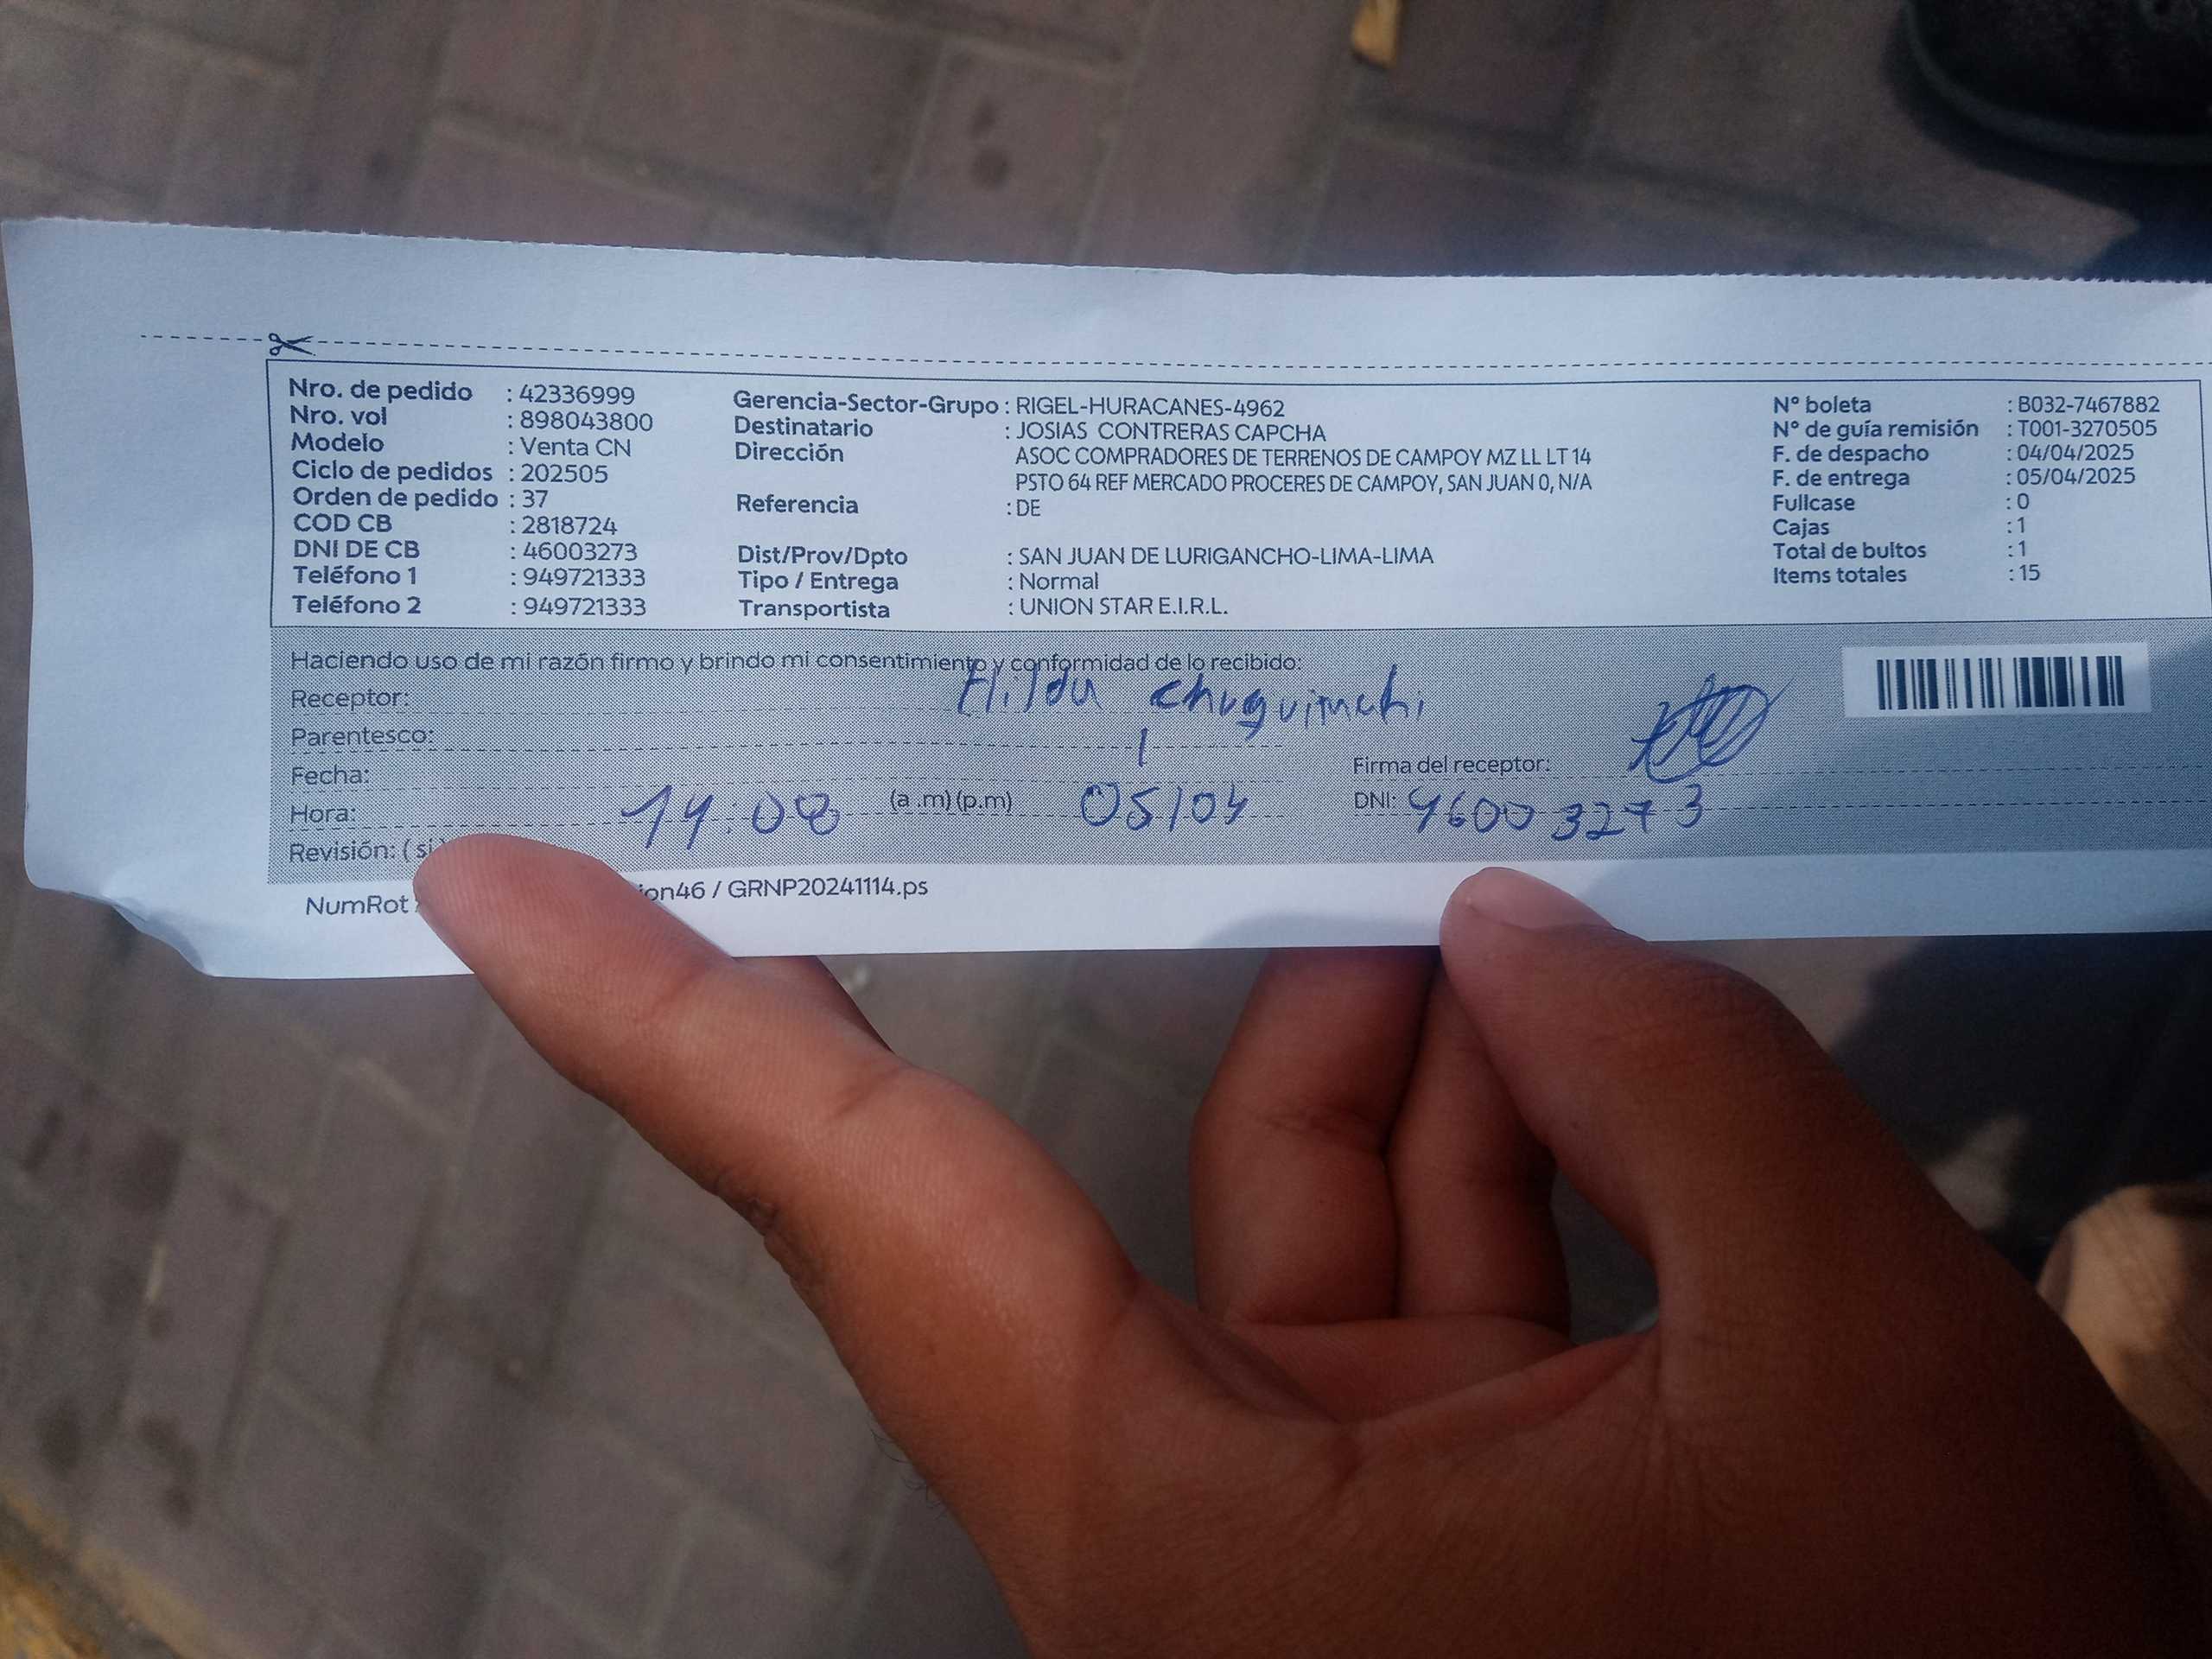 Nro. de pedido : 42336999
Nro. vol : 898043800
Modelo : Venta CN
Ciclo de pedidos : 202505
Orden de pedido : 37
COD CB : 2818724
DNI DE CB : 46003273
Teléfono 1 : 949721333
Teléfono 2 : 949721333
Gerencia-Sector-Grupo : RIGEL-HURACANES-4962
Destinatario : JOSIAS CONTRERAS CAPCHA
Dirección ASOC COMPRADORES DE TERRENOS DE CAMPOY MZ LL LT 14
PSTO 64 REF MERCADO PROCERES DE CAMPOY, SAN JUAN 0, N/A
Referencia : DE
Dist/Prov/Dpto : SAN JUAN DE LURIGANCHO-LIMA-LIMA
Tipo / Entrega : Normal
Transportista : UNION STAR E.I.R.L.
N° boleta : B032-7467882
N° de guía remisión : T001-3270505
F. de despacho : 04/04/2025
F. de entrega : 05/04/2025
Fullcase : 0
Cajas : 1
Total de bultos : 1
Items totales : 15
Haciendo uso de mi razón firmo y brindo mi consentimiento y conformidad de lo recibido:
Receptor: Hilda chuquimchi
Parentesco:
Fecha:
Hora: 14:08 (a .m) (p.m) 05/04
Revisión: ( si
Firma del receptor:
DNI: 46003273
NumRot
ion46 / GRNP20241114.ps